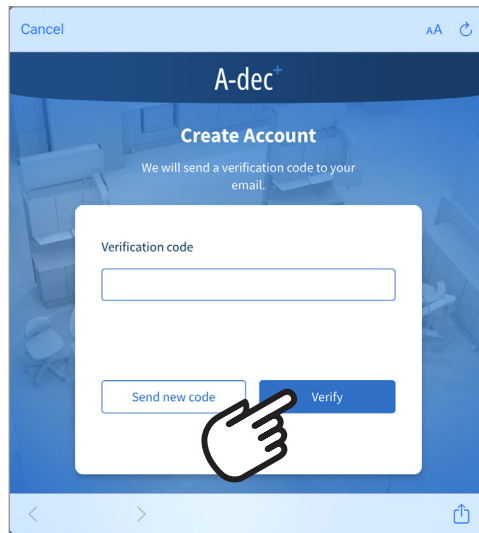 Cancel
AA
A-dec+
Create Account
We will send a verification code to your
email.
Verification code
Send new code
Verify